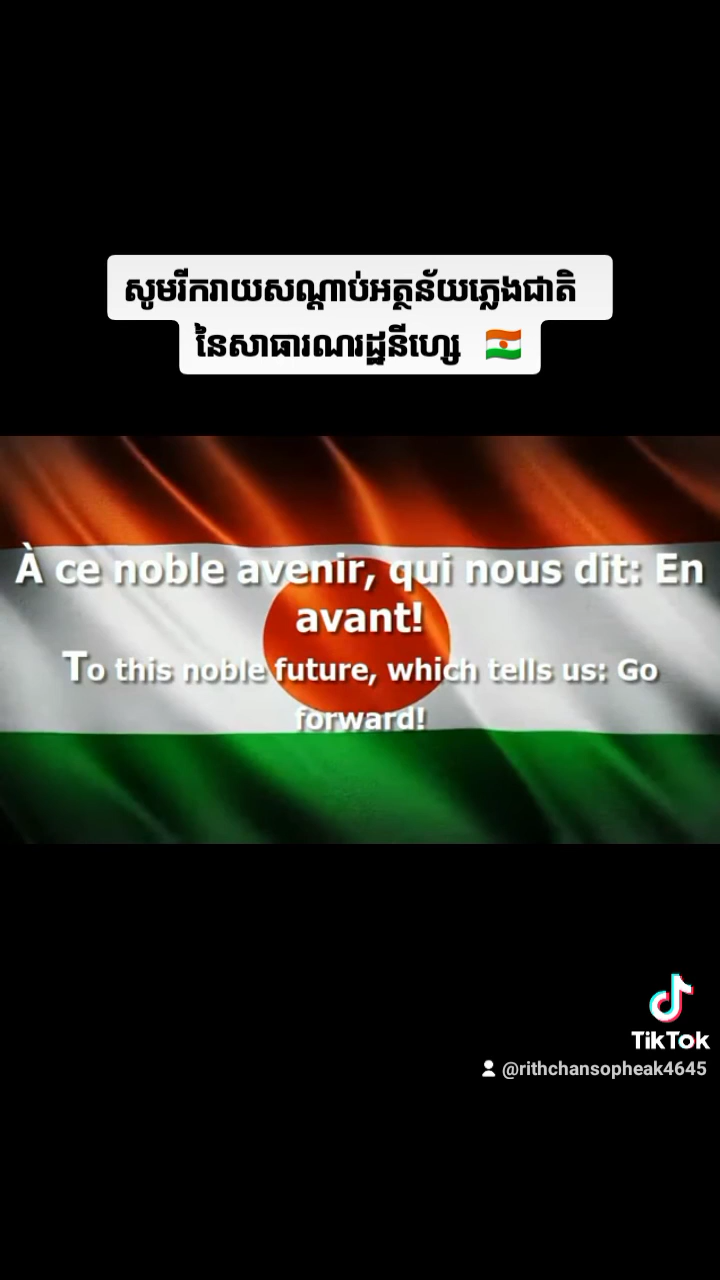 សូមរីករាយសណ្ដាប់អត្ថន័យភ្លេងជាតិ
នៃសាធារណរដ្ឋនីហ្សេ 🇳🇪
À ce noble avenir, qui nous dit: En
avant!
To this noble future, which tells us: Go
forward!
TikTok
@rithchansopheak4645